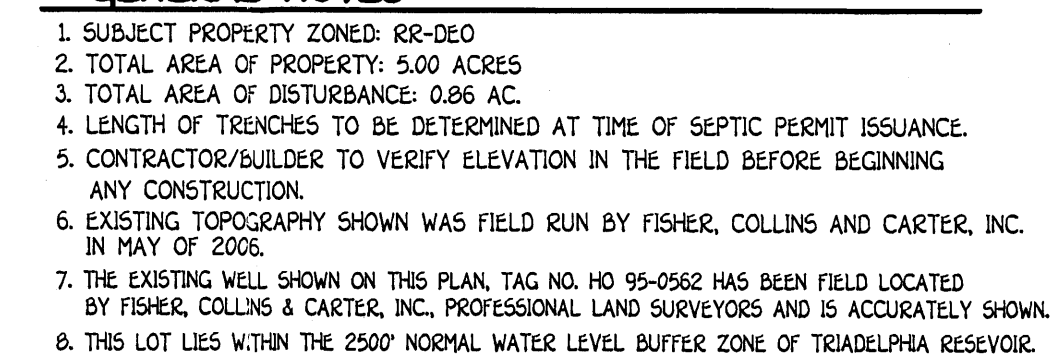 GENERAL NOTES
1. SUBJECT PROPERTY ZONED: RR-DEO
2. TOTAL AREA OF PROPERTY: 5.00 ACRES
3. TOTAL AREA OF DISTURBANCE: 0.86 AC.
4. LENGTH OF TRENCHES TO BE DETERMINED AT TIME OF SEPTIC PERMIT ISSUANCE.
5. CONTRACTOR/BUILDER TO VERIFY ELEVATION IN THE FIELD BEFORE BEGINNING
ANY CONSTRUCTION.
6. EXISTING TOPOGRAPHY SHOWN WAS FIELD RUN BY FISHER, COLLINS AND CARTER, INC.
IN MAY OF 2006.
7. THE EXISTING WELL SHOWN ON THIS PLAN, TAG NO. HO 95-0562 HAS BEEN FIELD LOCATED
BY FISHER, COLLINS & CARTER, INC., PROFESSIONAL LAND SURVEYORS AND IS ACCURATELY SHOWN.
8. THIS LOT LIES WITHIN THE 2500' NORMAL WATER LEVEL BUFFER ZONE OF TRIADELPHIA RESEVOIR.